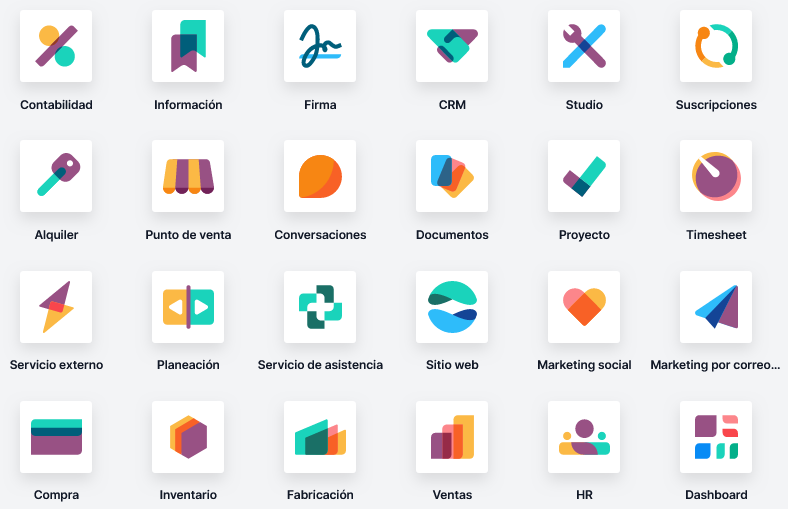 Contabilidad
Información
Firma
CRM
Studio
Suscripciones
Alquiler
Punto de venta
Conversaciones
Documentos
Proyecto
Timesheet
Servicio externo
Planeación
Servicio de asistencia
Sitio web
Marketing social
Marketing por correo...
Compra
Inventario
Fabricación
Ventas
HR
Dashboard